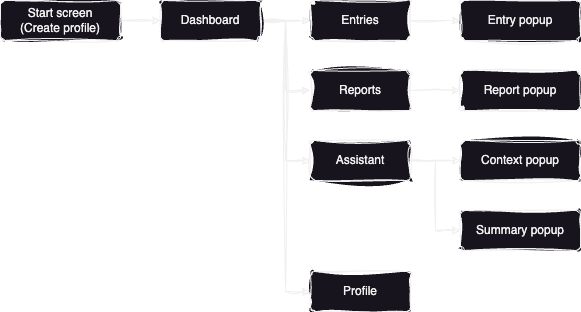 Start screen
(Create profile)
Dashboard
Entries
Entry popup
Reports
Report popup
Assistant
Context popup
Summary popup
Profile